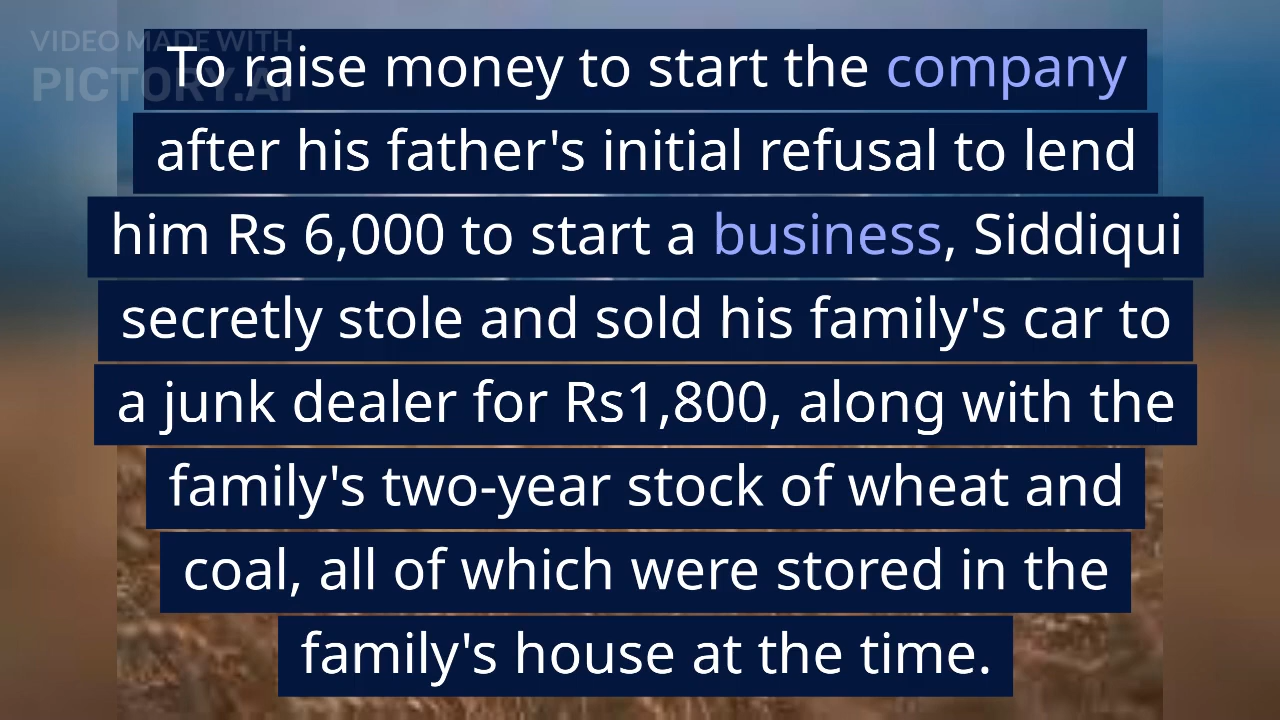 VIDEO MADE WITH
PICTORY.AI
To raise money to start the company
after his father's initial refusal to lend
him Rs 6,000 to start a business, Siddiqui
secretly stole and sold his family's car to
a junk dealer for Rs1,800, along with the
family's two-year stock of wheat and
coal, all of which were stored in the
family's house at the time.